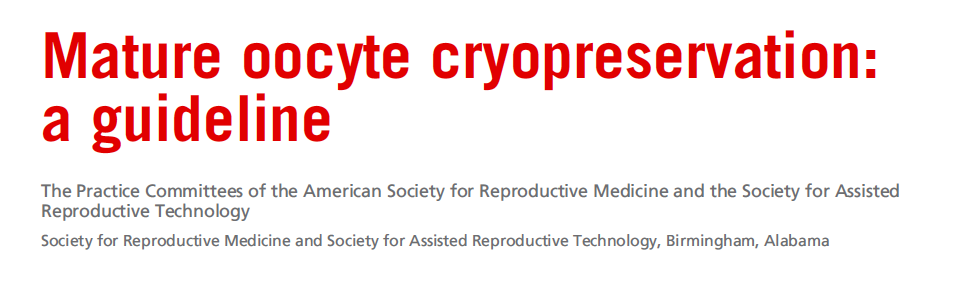 Mature oocyte cryopreservation:
a guideline
The Practice Committees of the American Society for Reproductive Medicine and the Society for Assisted
Reproductive Technology
Society for Reproductive Medicine and Society for Assisted Reproductive Technology, Birmingham, Alabama